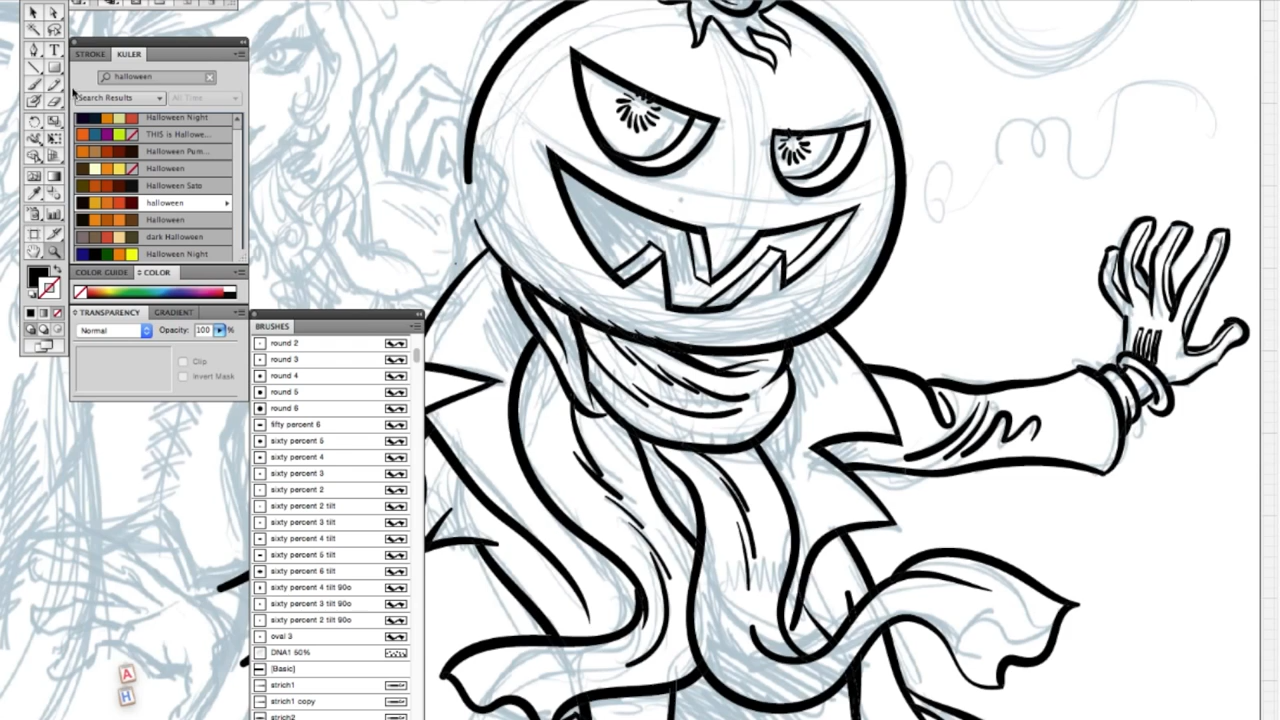 STROKE KULER
halloween
Search Results All Time
Halloween Night
THIS is Hallowe...
Halloween Pum...
Halloween
Halloween Sato
halloween
Halloween
dark Halloween
Halloween Night
COLOR GUIDE COLOR
TRANSPARENCY GRADIENT
Normal Opacity: 100 %
Clip
Invert Mask
BRUSHES
round 2
round 3
round 4
round 5
round 6
fifty percent 6
sixty percent 5
sixty percent 4
sixty percent 3
sixty percent 2
sixty percent 2 tilt
sixty percent 3 tilt
sixty percent 4 tilt
sixty percent 5 tilt
sixty percent 6 tilt
sixty percent 4 tilt 90o
sixty percent 3 tilt 90o
sixty percent 2 tilt 90o
oval 3
DNA1 50%
[Basic]
strich1
strich1 copy
strich2
A
H